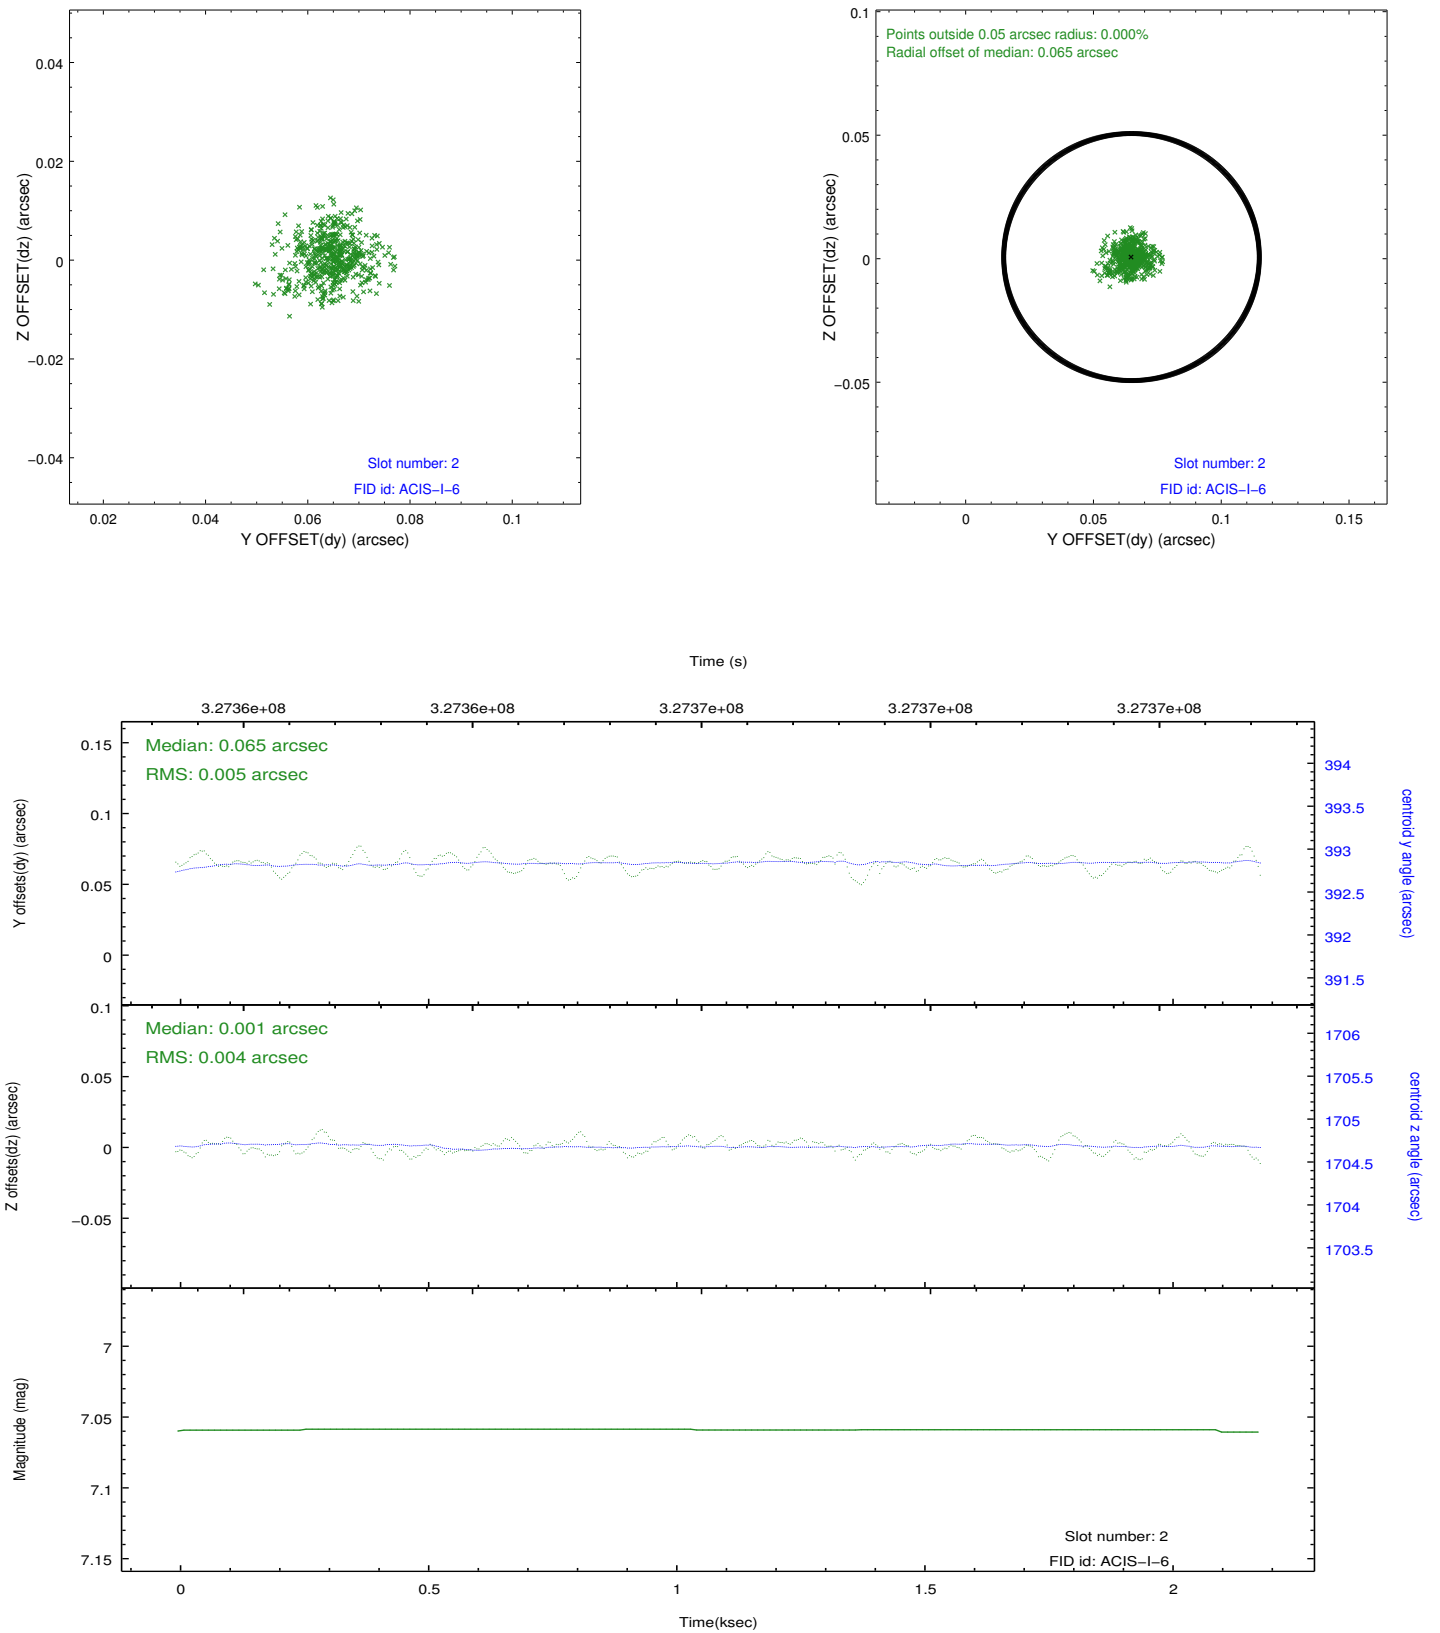 0.04
0.02
0
−0.02
−0.04
Z OFFSET(dz) (arcsec)
Slot number: 2
FID id: ACIS−I−6
0.02
0.04
0.06
0.08
0.1
Y OFFSET(dy) (arcsec)
0.1
0.05
0
−0.05
Z OFFSET(dz) (arcsec)
Points outside 0.05 arcsec radius: 0.000%
Radial offset of median: 0.065 arcsec
Slot number: 2
FID id: ACIS−I−6
0
0.05
0.1
0.15
Y OFFSET(dy) (arcsec)
Time (s)
3.2736e+08
3.2736e+08
3.2737e+08
3.2737e+08
3.2737e+08
Median: 0.065 arcsec
RMS: 0.005 arcsec
0.15
0.1
0.05
0
Y offsets(dy) (arcsec)
394
393.5
393
392.5
392
391.5
centroid y angle (arcsec)
Median: 0.001 arcsec
RMS: 0.004 arcsec
0.1
0.05
0
−0.05
Z offsets(dz) (arcsec)
1706
1705.5
1705
1704.5
1704
1703.5
centroid z angle (arcsec)
7
7.05
7.1
7.15
Magnitude (mag)
Slot number: 2
FID id: ACIS−I−6
0
0.5
1
1.5
2
Time(ksec)